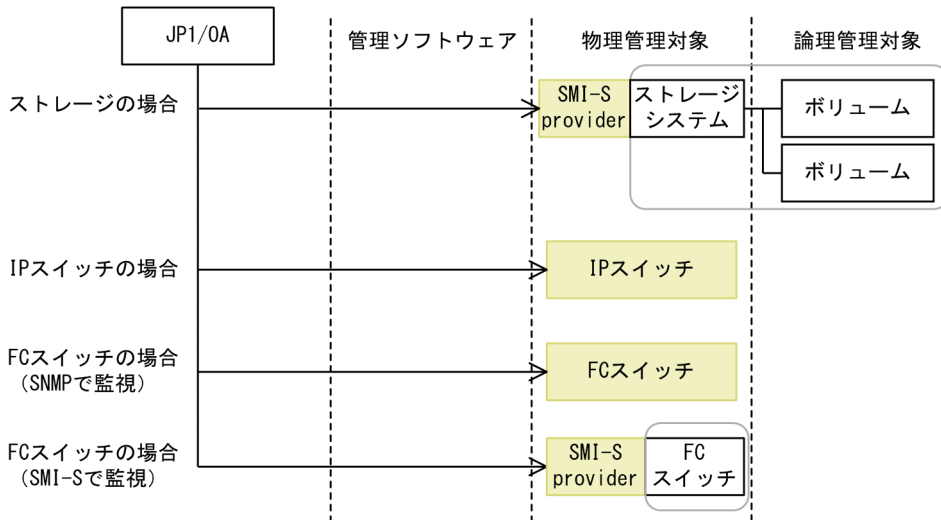 JP1/OA
管理ソフトウェア
物理管理対象
論理管理対象
ストレージの場合
SMI-S
provider
ストレージ
システム
ボリューム
ボリューム
IPスイッチの場合
IPスイッチ
FCスイッチの場合
（SNMPで監視）
FCスイッチ
FCスイッチの場合
（SMI-Sで監視）
SMI-S
provider
FC
スイッチ